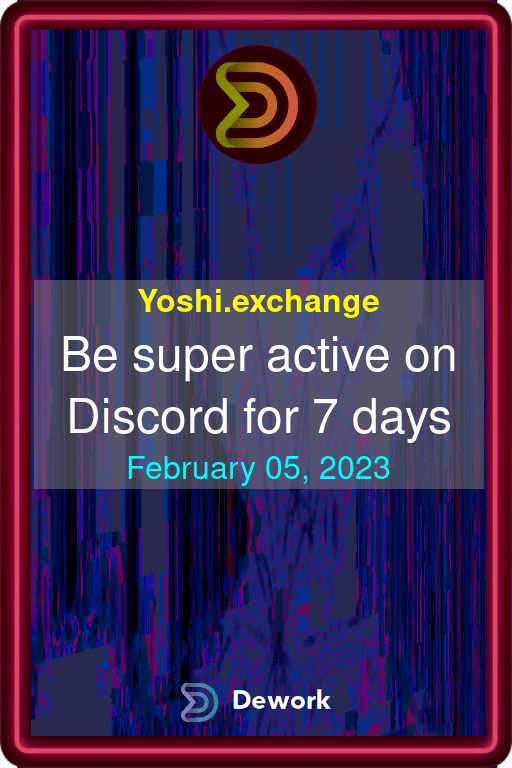 Yoshi.exchange
Be super active on
Discord for 7 days
February 05, 2023
Dework